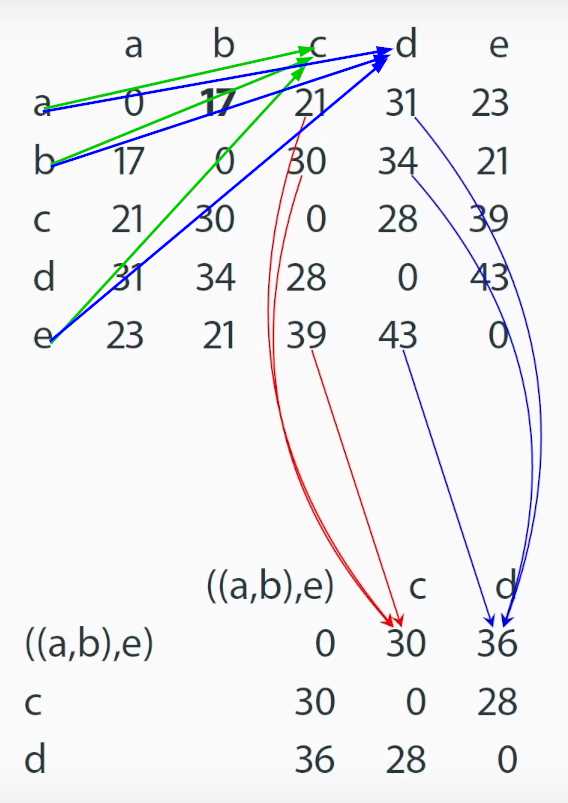 a b c d e
a 0 17 21 31 23
b 17 0 30 34 21
c 21 30 0 28 39
d 31 34 28 0 43
e 23 21 39 43 0
((a,b),e) c d
((a,b),e) 0 30 36
c 30 0 28
d 36 28 0